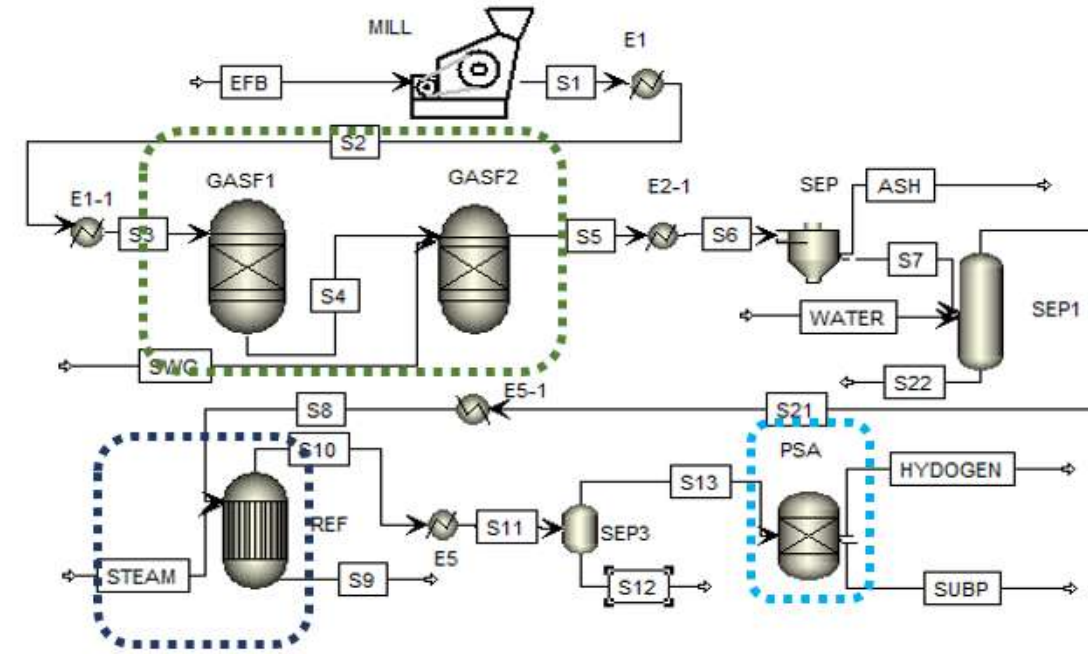 MILL
E1
EFB
S1
S2
GASF1
GASF2
E1-1
E2-1
SEP
ASH
S3
S5
S6
S7
S4
WATER
SEP1
SWG
S22
S8
E5-1
S21
S10
PSA
HYDOGEN
S13
REF
S11
SEP3
E5
STEAM
S9
S12
SUBP